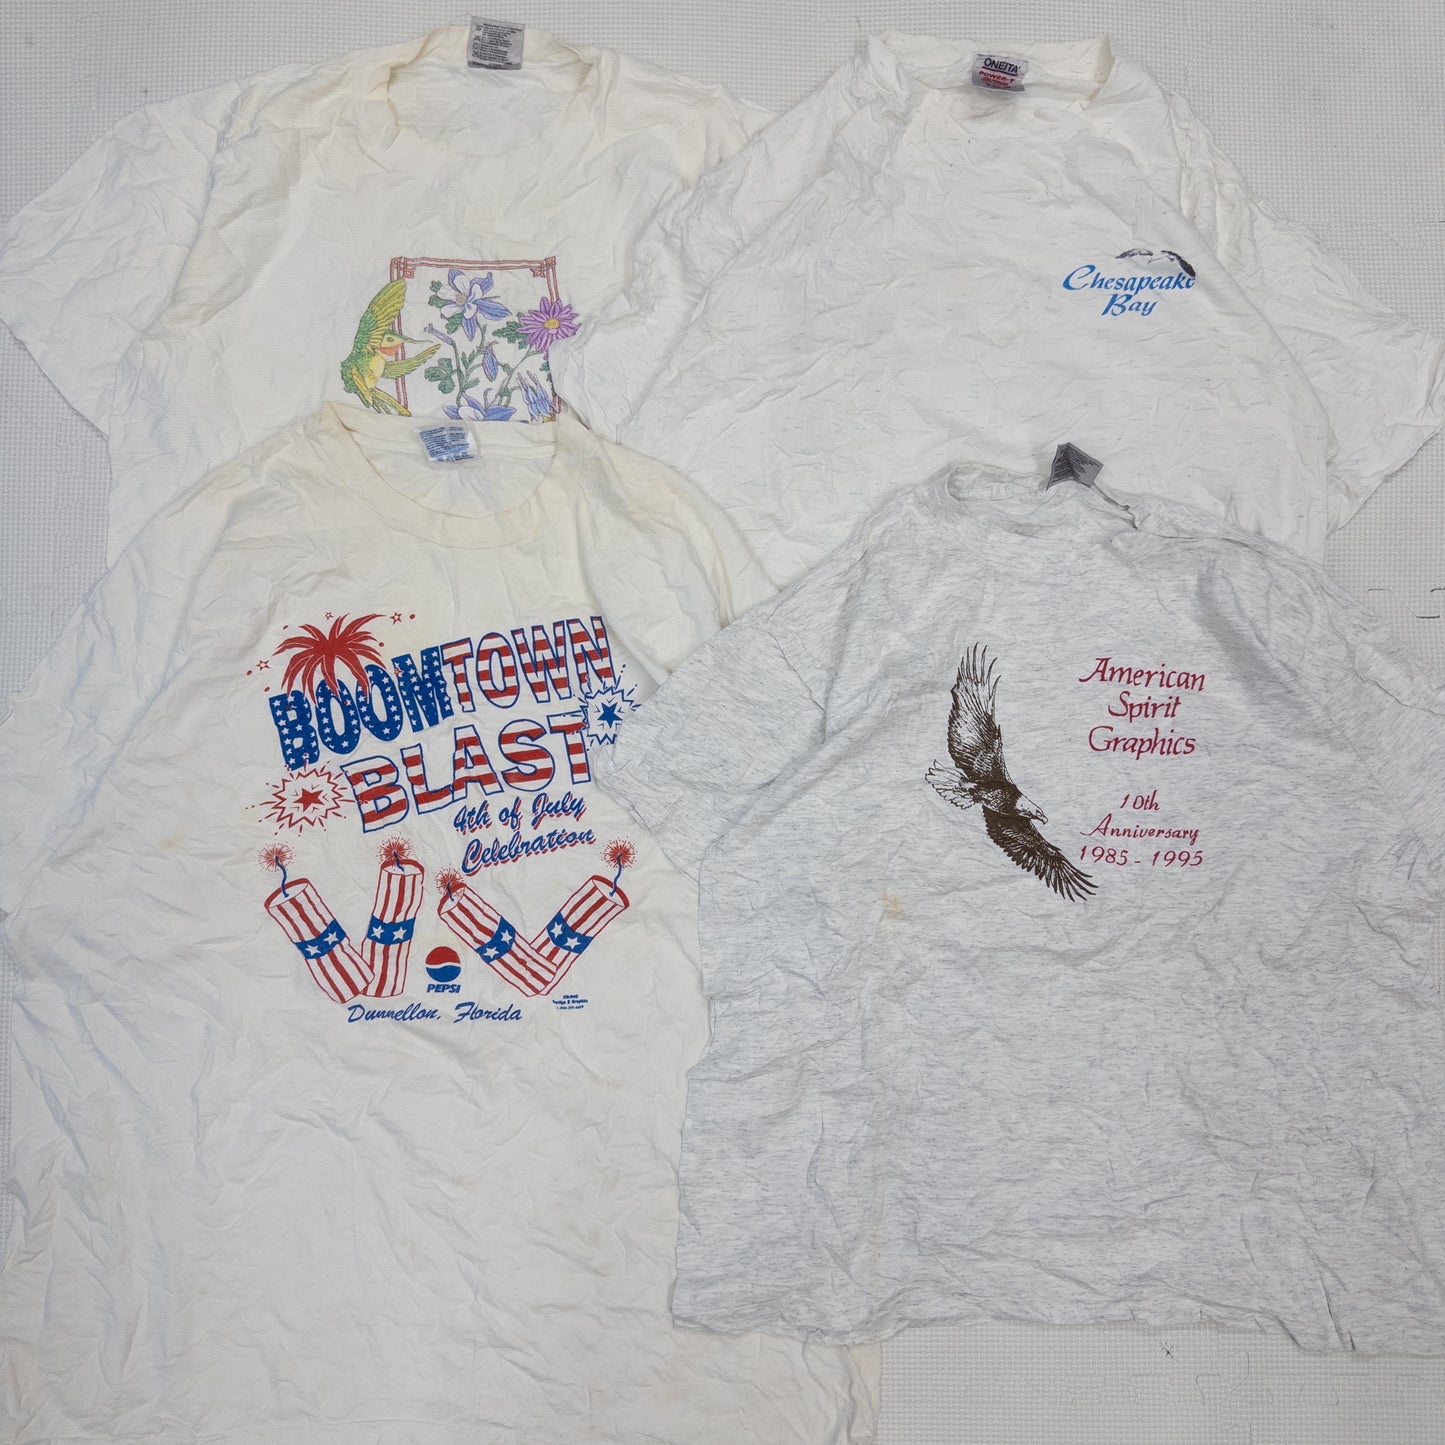 ONEITA
POWER-T
Chesapeake
Bay
BOOMTOWN
BLAST
4th of July
Celebration
PEPSI
Dunnellon, Florida
American
Spirit
Graphics
10th
Anniversary
1985 - 1995